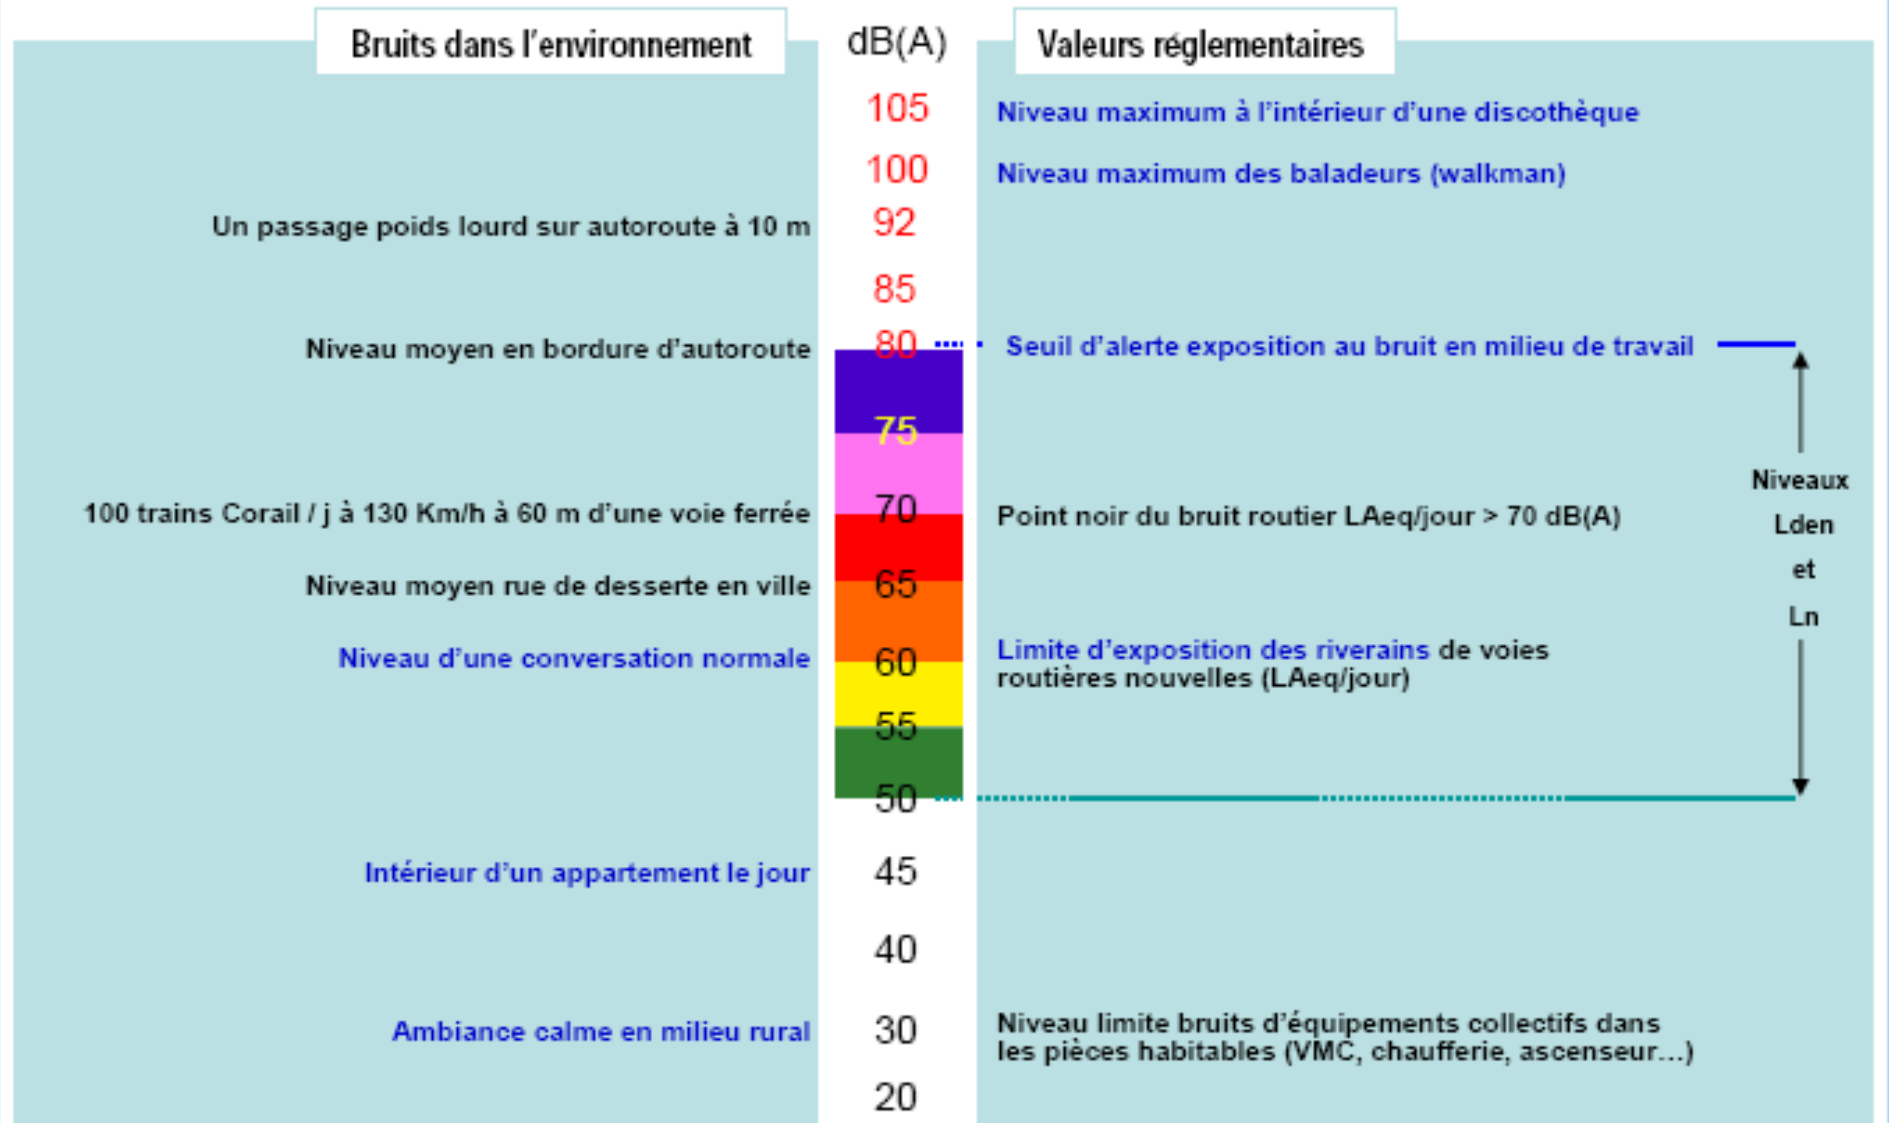 Bruits dans l'environnement
dB(A)
Valeurs réglementaires
105
Niveau maximum à l'intérieur d'une discothèque
100
Niveau maximum des baladeurs (walkman)
Un passage poids lourd sur autoroute à 10 m
92
85
Niveau moyen en bordure d'autoroute
80
Seuil d'alerte exposition au bruit en milieu de travail
75
100 trains Corail / j à 130 Km/h à 60 m d'une voie ferrée
70
Point noir du bruit routier LAeq/jour > 70 dB(A)
Niveaux
Lden
et
Ln
Niveau moyen rue de desserte en ville
65
Niveau d'une conversation normale
60
Limite d'exposition des riverains de voies
routières nouvelles (LAeq/jour)
55
50
Intérieur d'un appartement le jour
45
40
Ambiance calme en milieu rural
30
Niveau limite bruits d'équipements collectifs dans
les pièces habitables (VMC, chaufferie, ascenseur...)
20